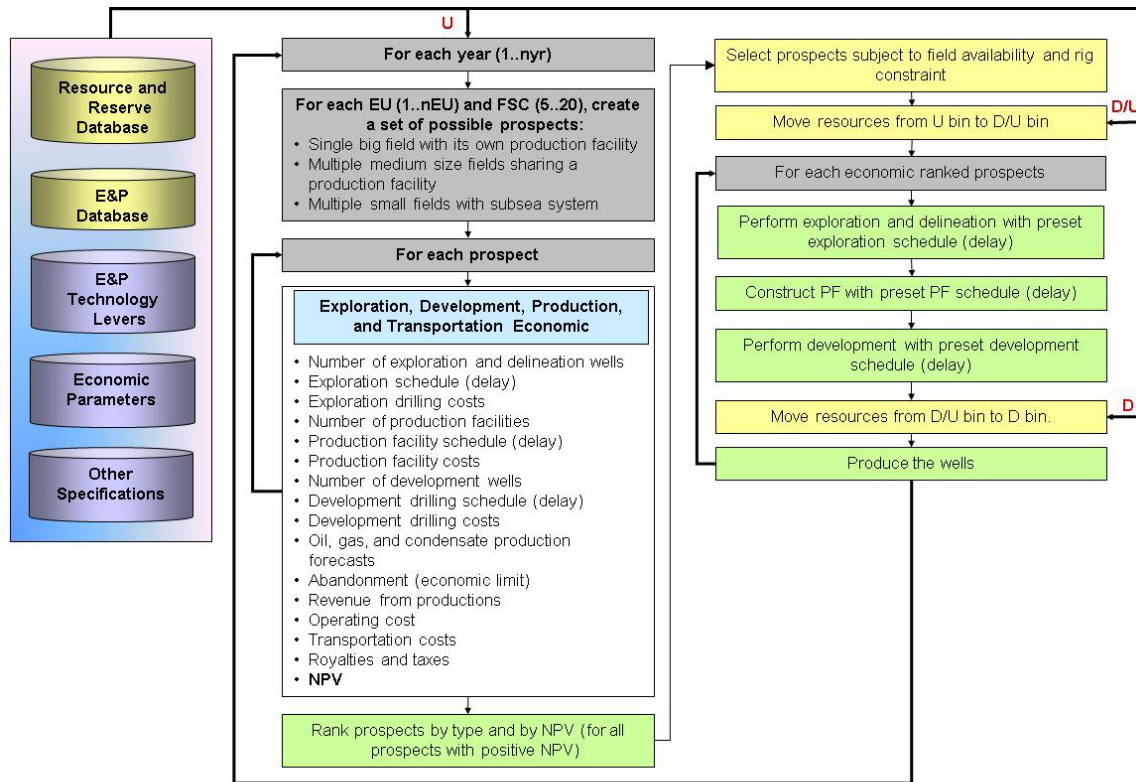 U
Resource and
Reserve
Database
E&P
Database
E&P
Technology
Levers
Economic
Parameters
Other
Specifications
For each year (1..nyr)
For each EU (1..nEU) and FSC (5..20), create
a set of possible prospects:
• Single big field with its own production facility
• Multiple medium size fields sharing a
production facility
• Multiple small fields with subsea system
For each prospect
Exploration, Development, Production,
and Transportation Economic
• Number of exploration and delineation wells
• Exploration schedule (delay)
• Exploration drilling costs
• Number of production facilities
• Production facility schedule (delay)
• Production facility costs
• Number of development wells
• Development drilling schedule (delay)
• Development drilling costs
• Oil, gas, and condensate production
forecasts
• Abandonment (economic limit)
• Revenue from productions
• Operating cost
• Transportation costs
• Royalties and taxes
• NPV
Rank prospects by type and by NPV (for all
prospects with positive NPV)
Select prospects subject to field availability and rig
constraint
D/U
Move resources from U bin to D/U bin
For each economic ranked prospects
Perform exploration and delineation with preset
exploration schedule (delay)
Construct PF with preset PF schedule (delay)
Perform development with preset development
schedule (delay)
D
Move resources from D/U bin to D bin.
Produce the wells